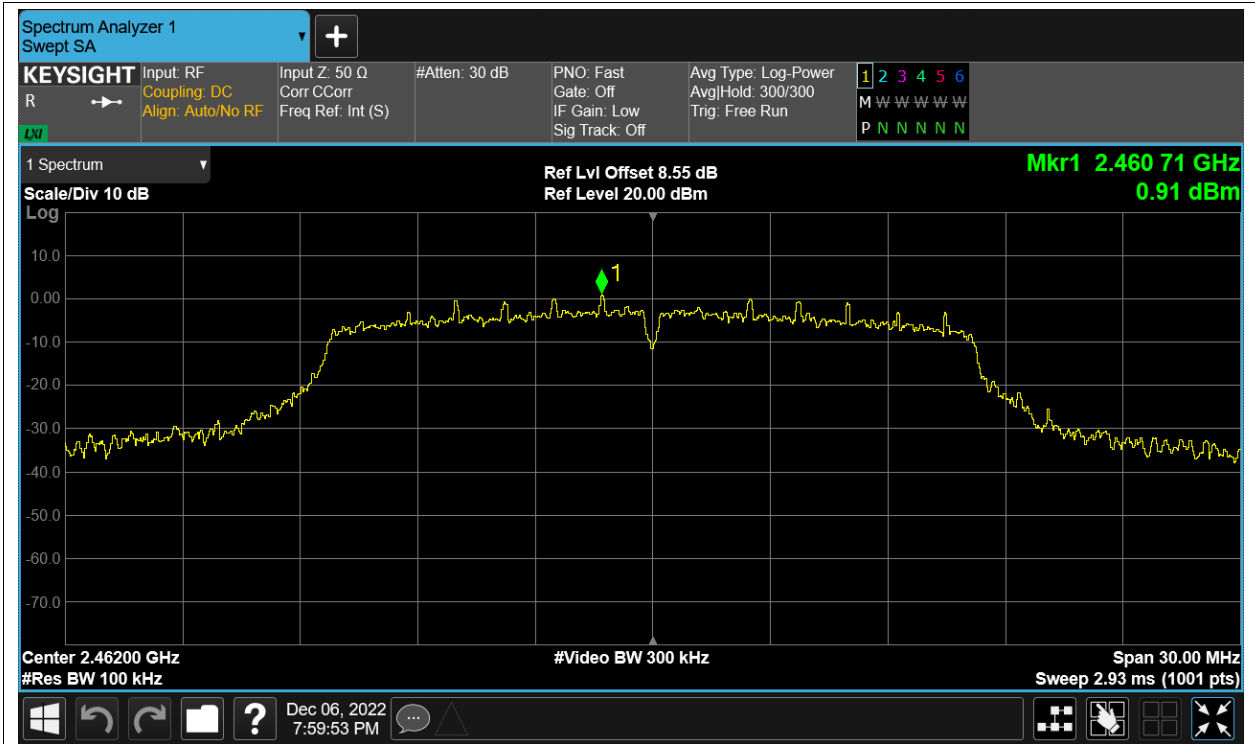 Spectrum Analyzer 1
Swept SA
KEYSIGHT
R
LXI
Input: RF
Coupling: DC
Align: Auto/No RF
Input Z: 50 Ω
Corr CCorr
Freq Ref: Int (S)
#Atten: 30 dB
PNO: Fast
Gate: Off
IF Gain: Low
Sig Track: Off
Avg Type: Log-Power
Avg|Hold: 300/300
Trig: Free Run
1 2 3 4 5 6
M W W W W W
P N N N N N
1 Spectrum
Scale/Div 10 dB
Log
Ref Lvl Offset 8.55 dB
Ref Level 20.00 dBm
Mkr1 2.460 71 GHz
0.91 dBm
1
10.0
0.00
-10.0
-20.0
-30.0
-40.0
-50.0
-60.0
-70.0
Center 2.46200 GHz
#Res BW 100 kHz
#Video BW 300 kHz
Span 30.00 MHz
Sweep 2.93 ms (1001 pts)
?
Dec 06, 2022
7:59:53 PM